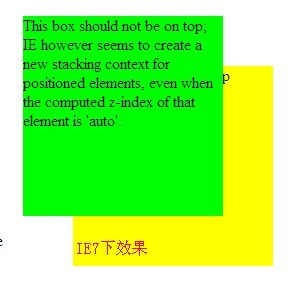 This box should not be on top;
IE however seems to create a
new stacking context for
positioned elements, even when
the computed z-index of that
element is 'auto'.
p
e
IE7下效果